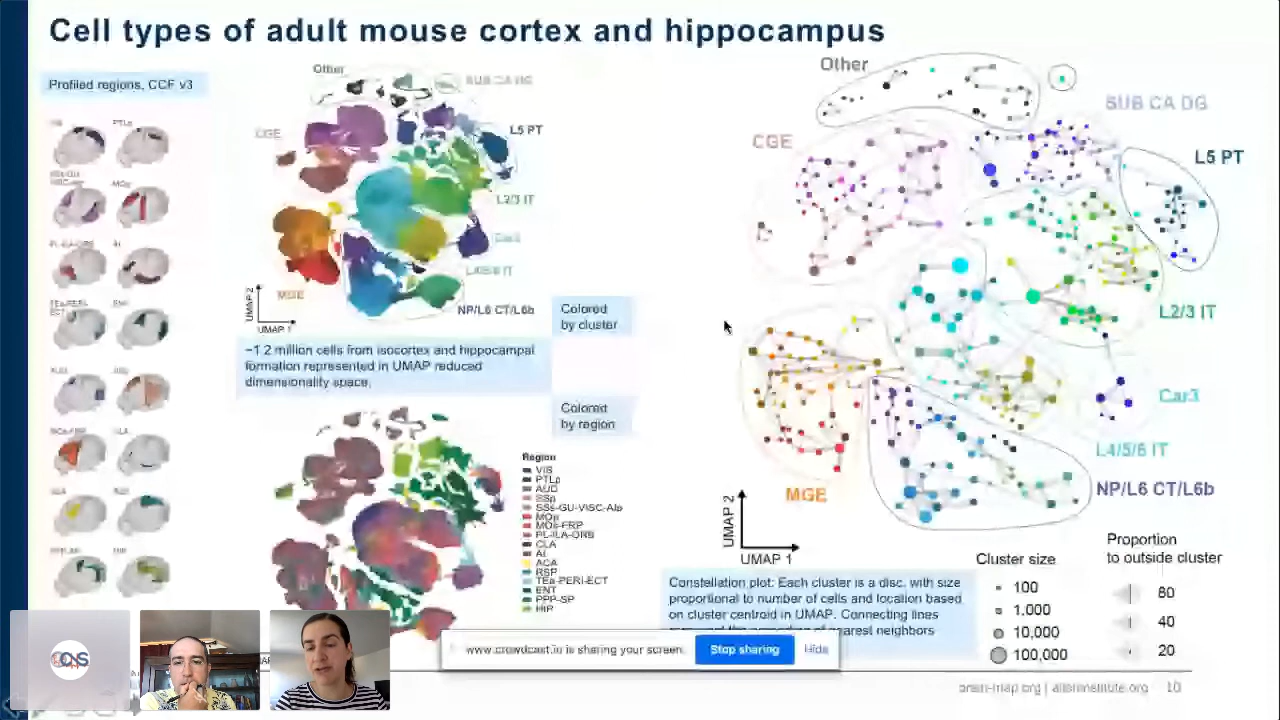 Cell types of adult mouse cortex and hippocampus
Profiled regions, CCF v3
Other
SUB CA DG
CGE
L5 PT
L2/3 IT
Car3
L4/5/6 IT
MGE
NP/L6 CT/L6b
UMAP 2
UMAP 1
Colored
by cluster
~1.2 million cells from isocortex and hippocampal
formation represented in UMAP reduced
dimensionality space.
Colored
by region
Region
VIS
PTLp
AUD
SSp
SSs-GU-VISC-AIp
MOp
MOs-FRP
PL-ILA-ORB
CLA
AI
ACA
RSP
TEa-PERI-ECT
ENT
PPP-SP
HIP
Other
SUB CA DG
CGE
L5 PT
L2/3 IT
Car3
L4/5/6 IT
NP/L6 CT/L6b
MGE
UMAP 2
UMAP 1
Constellation plot: Each cluster is a disc, with size
proportional to number of cells and location based
on cluster centroid in UMAP. Connecting lines
nearest neighbors
Cluster size
100
1,000
10,000
100,000
Proportion
to outside cluster
80
40
20
www.crowdcast.io is sharing your screen.
Stop sharing
Hide
brain-map.org | alleninstitute.org
10